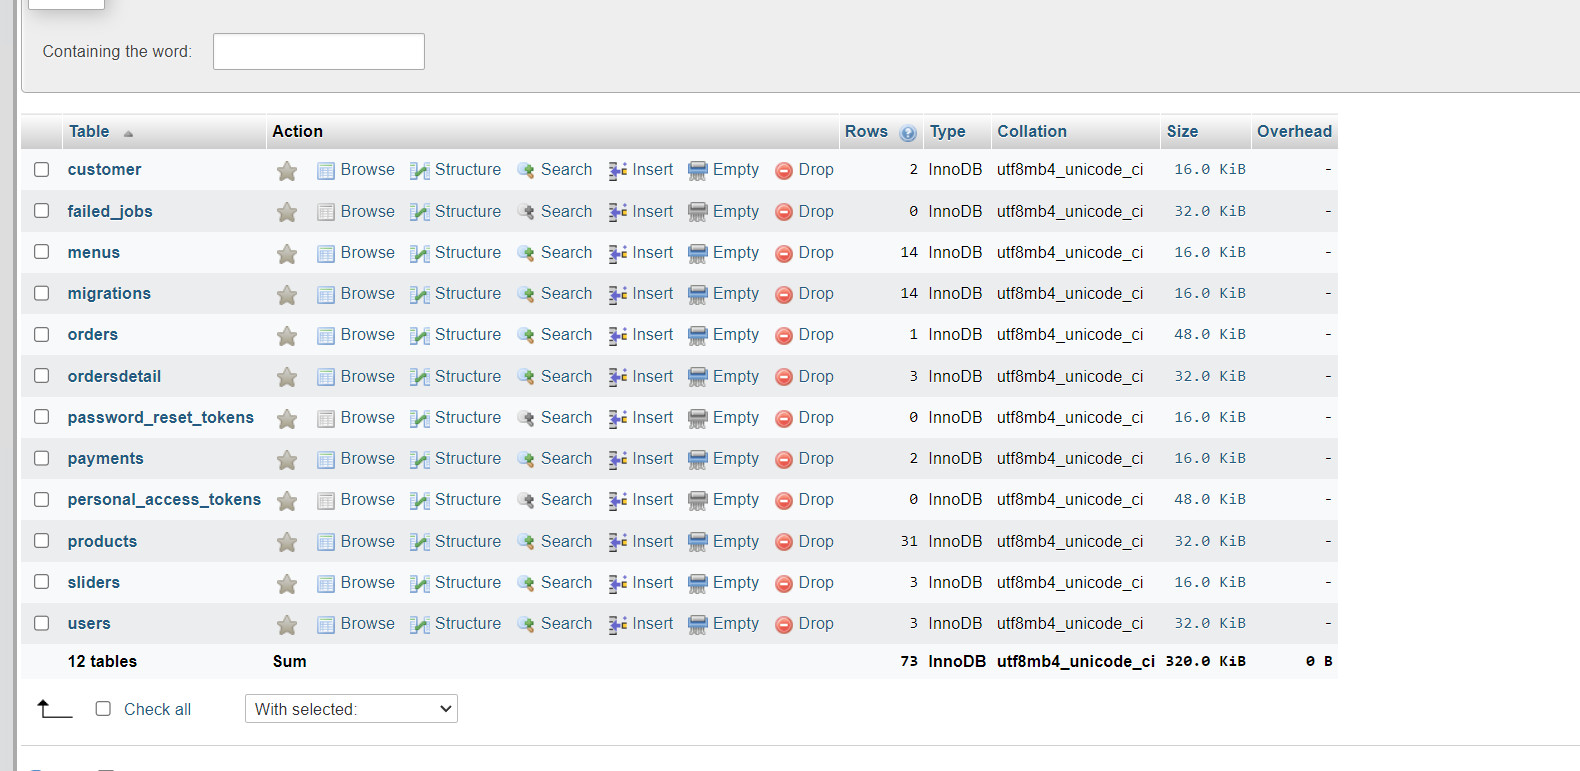 Containing the word:
Table Action Rows Type Collation Size Overhead
customer Browse Structure Search Insert Empty Drop 2 InnoDB utf8mb4_unicode_ci 16.0 KiB -
failed_jobs Browse Structure Search Insert Empty Drop 0 InnoDB utf8mb4_unicode_ci 32.0 KiB -
menus Browse Structure Search Insert Empty Drop 14 InnoDB utf8mb4_unicode_ci 16.0 KiB -
migrations Browse Structure Search Insert Empty Drop 14 InnoDB utf8mb4_unicode_ci 16.0 KiB -
orders Browse Structure Search Insert Empty Drop 1 InnoDB utf8mb4_unicode_ci 48.0 KiB -
ordersdetail Browse Structure Search Insert Empty Drop 3 InnoDB utf8mb4_unicode_ci 32.0 KiB -
password_reset_tokens Browse Structure Search Insert Empty Drop 0 InnoDB utf8mb4_unicode_ci 16.0 KiB -
payments Browse Structure Search Insert Empty Drop 2 InnoDB utf8mb4_unicode_ci 16.0 KiB -
personal_access_tokens Browse Structure Search Insert Empty Drop 0 InnoDB utf8mb4_unicode_ci 48.0 KiB -
products Browse Structure Search Insert Empty Drop 31 InnoDB utf8mb4_unicode_ci 32.0 KiB -
sliders Browse Structure Search Insert Empty Drop 3 InnoDB utf8mb4_unicode_ci 16.0 KiB -
users Browse Structure Search Insert Empty Drop 3 InnoDB utf8mb4_unicode_ci 32.0 KiB -
12 tables Sum 73 InnoDB utf8mb4_unicode_ci 320.0 KiB 0 B
Check all With selected: